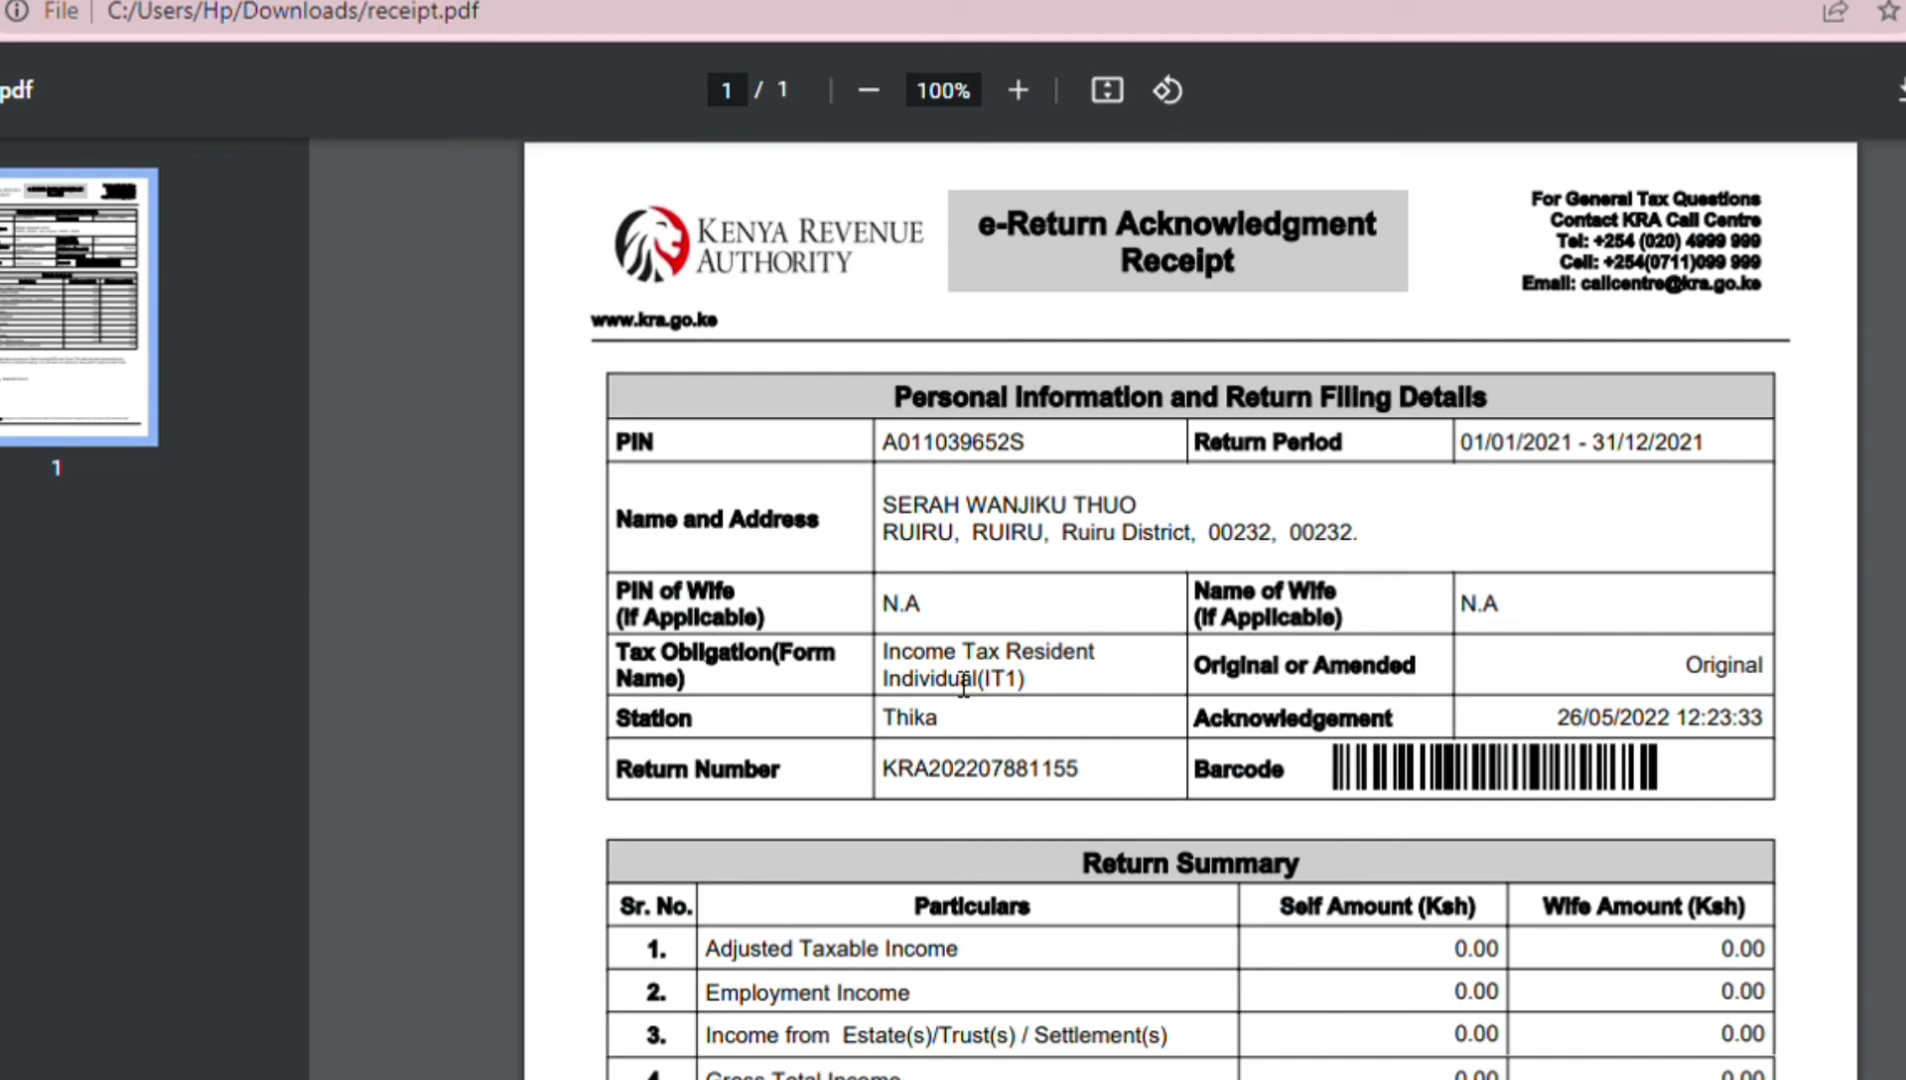 File C:/Users/Hp/Downloads/receipt.pdf
pdf
1 / 1
100%
1
KENYA REVENUE
AUTHORITY
www.kra.go.ke
e-Return Acknowledgment
Receipt
For General Tax Questions
Contact KRA Call Centre
Tel: +254 (020) 4999 999
Cell: +254(0711)099 999
Email: callcentre@kra.go.ke
Personal Information and Return Filing Details
PIN A011039652S Return Period 01/01/2021 - 31/12/2021
Name and Address
SERAH WANJIKU THUO
RUIRU, RUIRU, Ruiru District, 00232, 00232.
PIN of Wife
(If Applicable)
N.A
Name of Wife
(If Applicable)
N.A
Tax Obligation(Form
Name)
Income Tax Resident
Individual(IT1)
Original or Amended Original
Station Thika Acknowledgement 26/05/2022 12:23:33
Return Number KRA202207881155 Barcode
Return Summary
Sr. No. Particulars Self Amount (Ksh) Wife Amount (Ksh)
1. Adjusted Taxable Income 0.00 0.00
2. Employment Income 0.00 0.00
3. Income from Estate(s)/Trust(s) / Settlement(s) 0.00 0.00
4. Gross Total Income 0.00 0.00